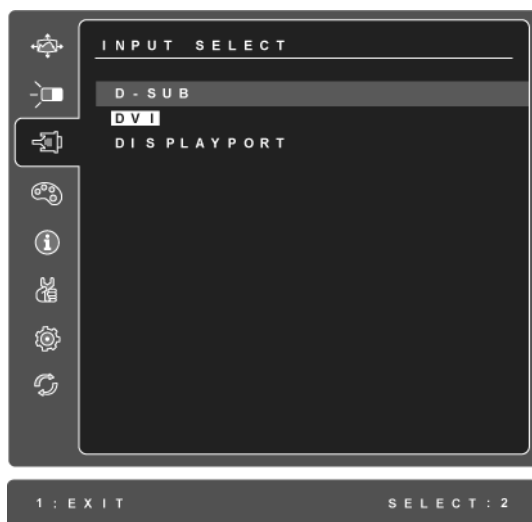 INPUT SELECT
D-SUB
DVI
DISPLAYPORT
1:EXIT
SELECT:2